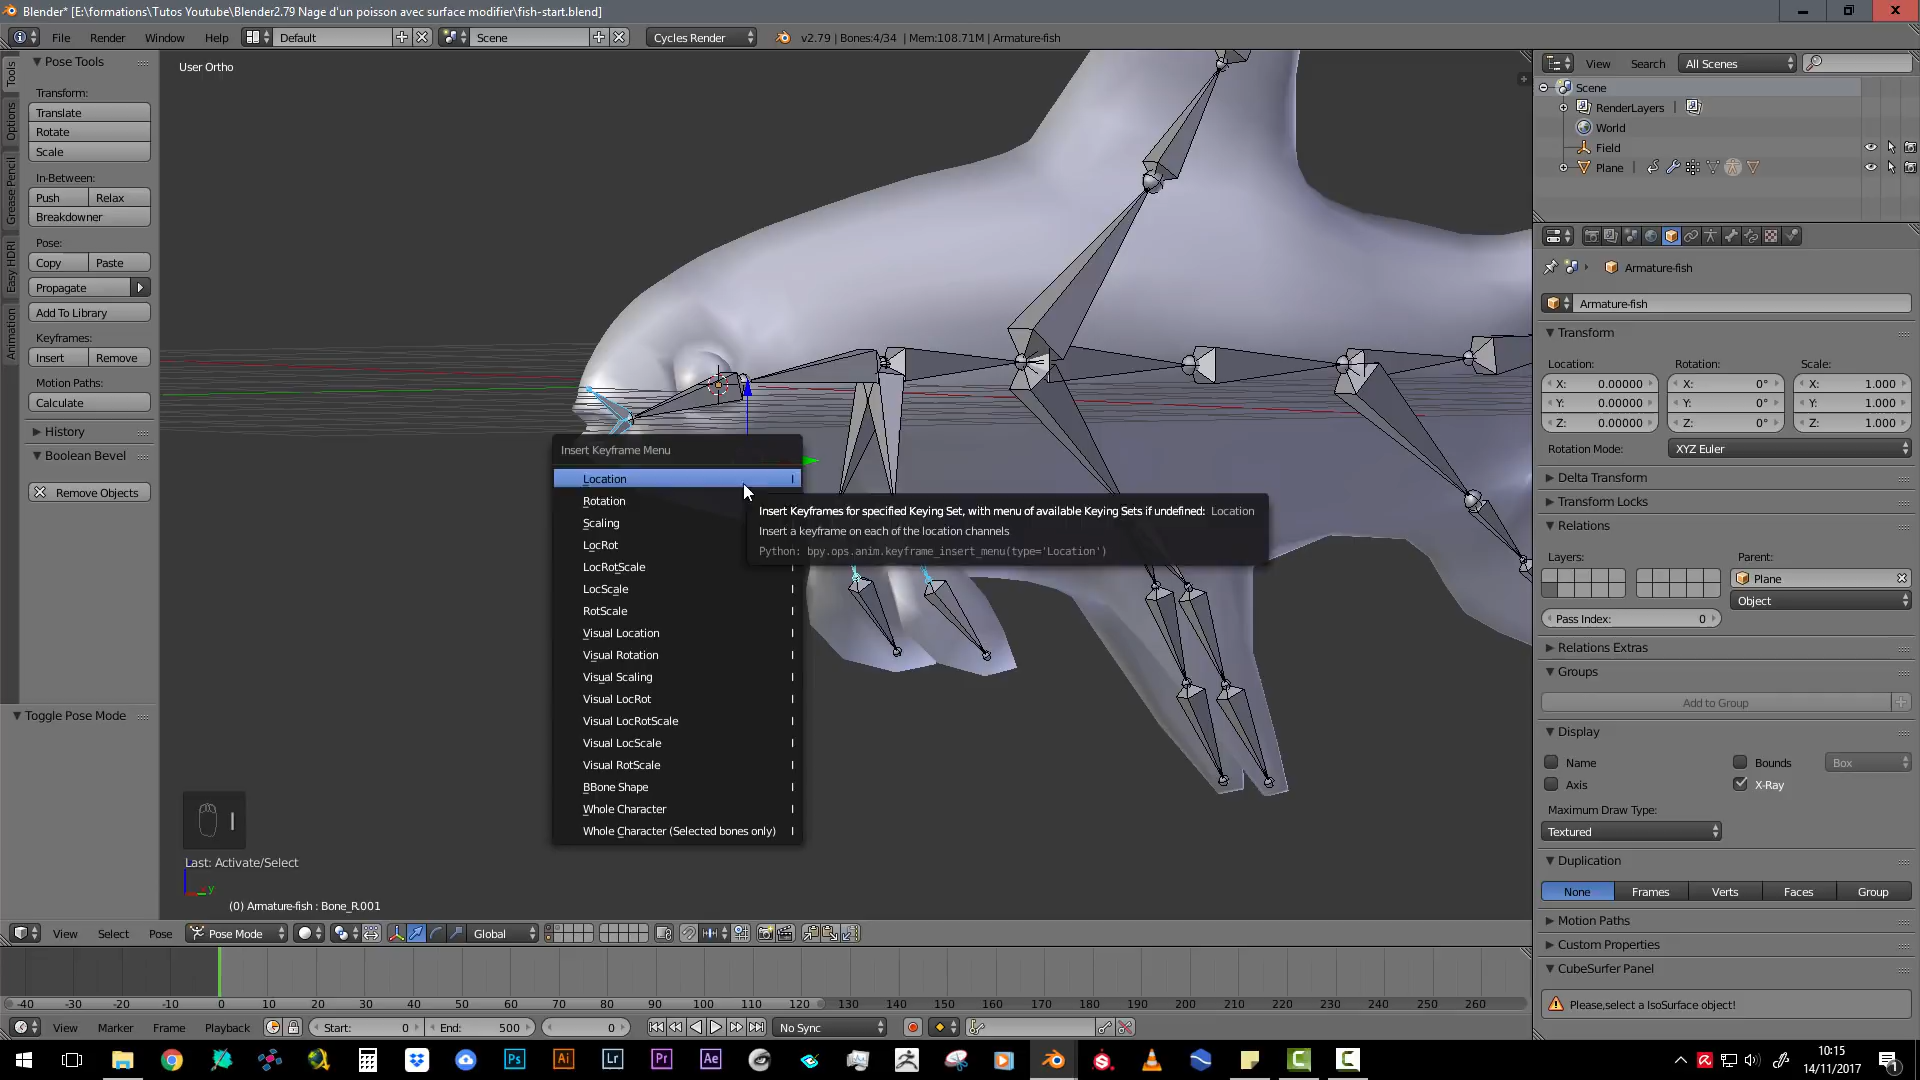 Blender* [E:\formations\Tutos Youtube\Blender2.79 Nage d'un poisson avec surface modifier\fish-start.blend]
File Render Window Help Default Scene Cycles Render v2.79 | Bones:4/34 | Mem:108.71M | Armature-fish
Tools
Options
Grease Pencil
Easy HDRI
Animation
Pose Tools
Transform:
Translate
Rotate
Scale
In-Between:
Push Relax
Breakdowner
Pose:
Copy Paste
Propagate
Add To Library
Keyframes:
Insert Remove
Motion Paths:
Calculate
History
Boolean Bevel
Remove Objects
Toggle Pose Mode
User Ortho
Insert Keyframe Menu
Location I
Rotation
Scaling
LocRot
LocRotScale I
LocScale I
RotScale I
Visual Location I
Visual Rotation I
Visual Scaling I
Visual LocRot I
Visual LocRotScale I
Visual LocScale I
Visual RotScale I
BBone Shape I
Whole Character I
Whole Character (Selected bones only) I
Insert Keyframes for specified Keying Set, with menu of available Keying Sets if undefined: Location
Insert a keyframe on each of the location channels
Python: bpy.ops.anim.keyframe_insert_menu(type='Location')
I
Last: Activate/Select
y
(0) Armature-fish : Bone_R.001
View Select Pose Pose Mode Global
-40 -30 -20 -10 0 10 20 30 40 50 60 70 80 90 100 110 120 130 140 150 160 170 180 190 200 210 220 230 240 250 260
View Marker Frame Playback Start: 0 End: 500 0 No Sync
View Search All Scenes
Scene
RenderLayers
World
Field
Plane
Armature-fish
Armature-fish
Transform
Location: Rotation: Scale:
X: 0.00000 X: 0° X: 1.000
Y: 0.00000 Y: 0° Y: 1.000
Z: 0.00000 Z: 0° Z: 1.000
Rotation Mode: XYZ Euler
Delta Transform
Transform Locks
Relations
Layers: Parent:
Plane
Object
Pass Index: 0
Relations Extras
Groups
Add to Group
Display
Name Bounds Box
Axis X-Ray
Maximum Draw Type:
Textured
Duplication
None Frames Verts Faces Group
Motion Paths
Custom Properties
CubeSurfer Panel
Please,select a IsoSurface object!
Ps Ai Lr Pr Ae
10:15
14/11/2017
1